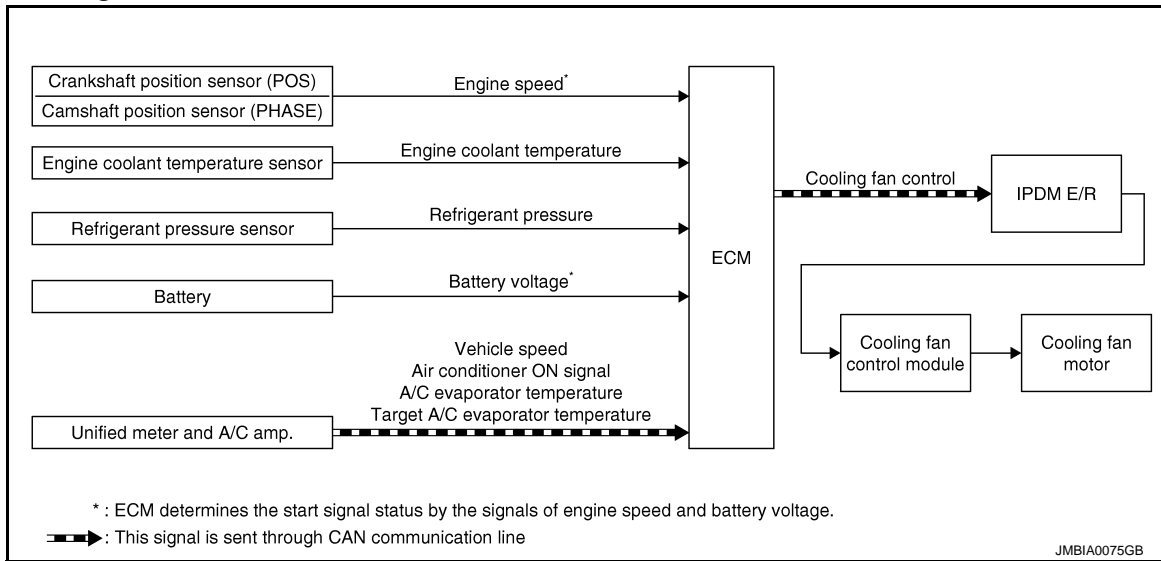 Crankshaft position sensor (POS)
Camshaft position sensor (PHASE)
Engine speed*
Engine coolant temperature sensor
Engine coolant temperature
Refrigerant pressure sensor
Refrigerant pressure
Battery
Battery voltage*
Unified meter and A/C amp.
Vehicle speed
Air conditioner ON signal
A/C evaporator temperature
Target A/C evaporator temperature
ECM
Cooling fan control
IPDM E/R
Cooling fan
control module
Cooling fan
motor
* : ECM determines the start signal status by the signals of engine speed and battery voltage.
: This signal is sent through CAN communication line
JMBIA0075GB